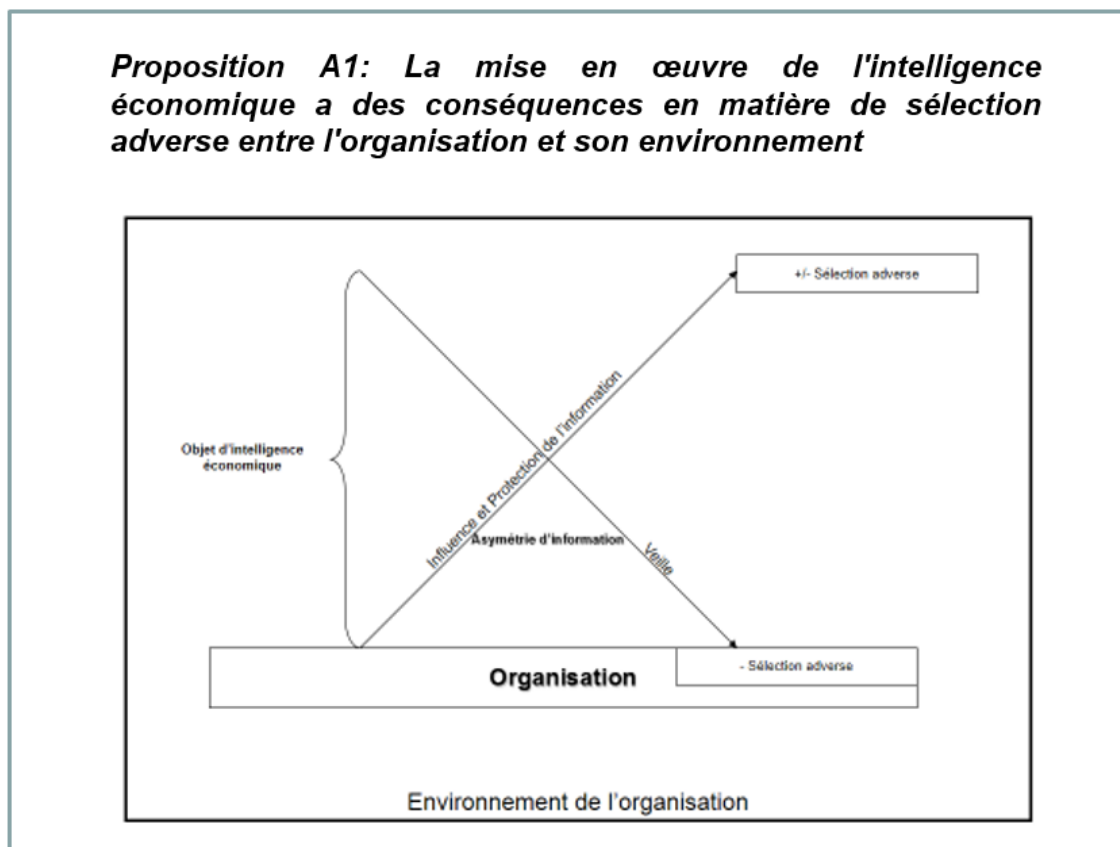 Proposition A1: La mise en œuvre de l'intelligence
économique a des conséquences en matière de sélection
adverse entre l'organisation et son environnement
+/- Sélection adverse
Influence et Protection de l'information
Objet d'intelligence
économique
Asymétrie d'information
Veille
- Sélection adverse
Organisation
Environnement de l'organisation